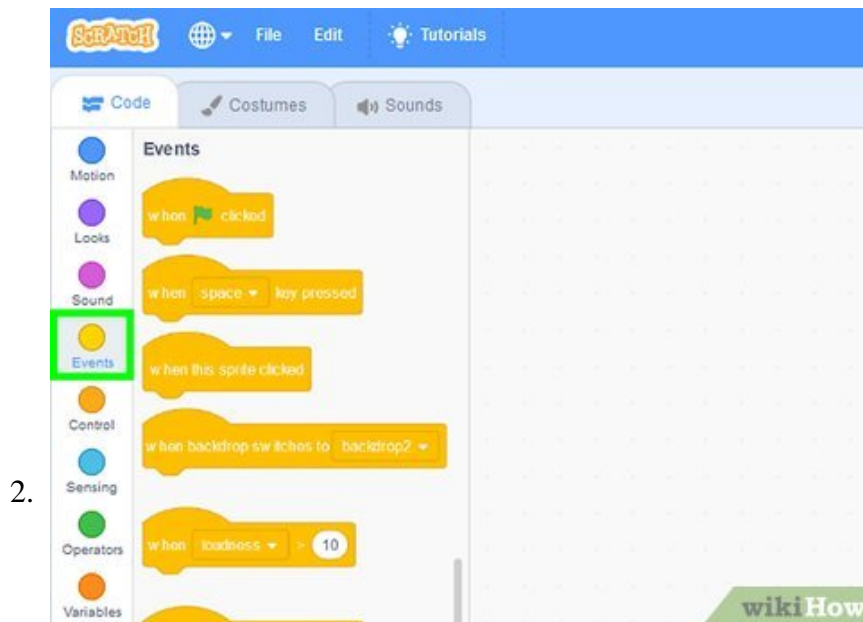 SCRATCH File Edit Tutorials
Code Costumes Sounds
Events
Motion
when clicked
Looks
when space key pressed
Sound
Events
when this sprite clicked
Control
when backdrop switches to backdrop2
2.
Sensing
when loudness > 10
Operators
Variables
wikiHow